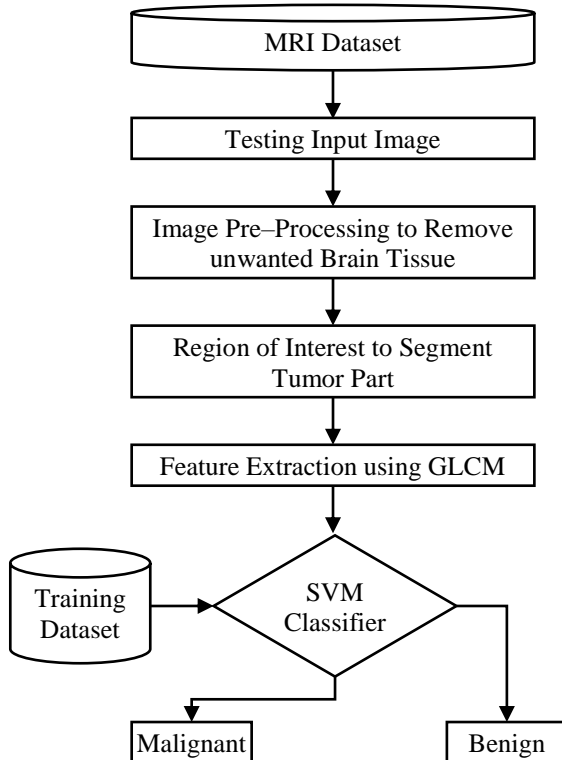 MRI Dataset
Testing Input Image
Image Pre–Processing to Remove
unwanted Brain Tissue
Region of Interest to Segment
Tumor Part
Feature Extraction using GLCM
SVM
Classifier
Training
Dataset
Malignant
Benign